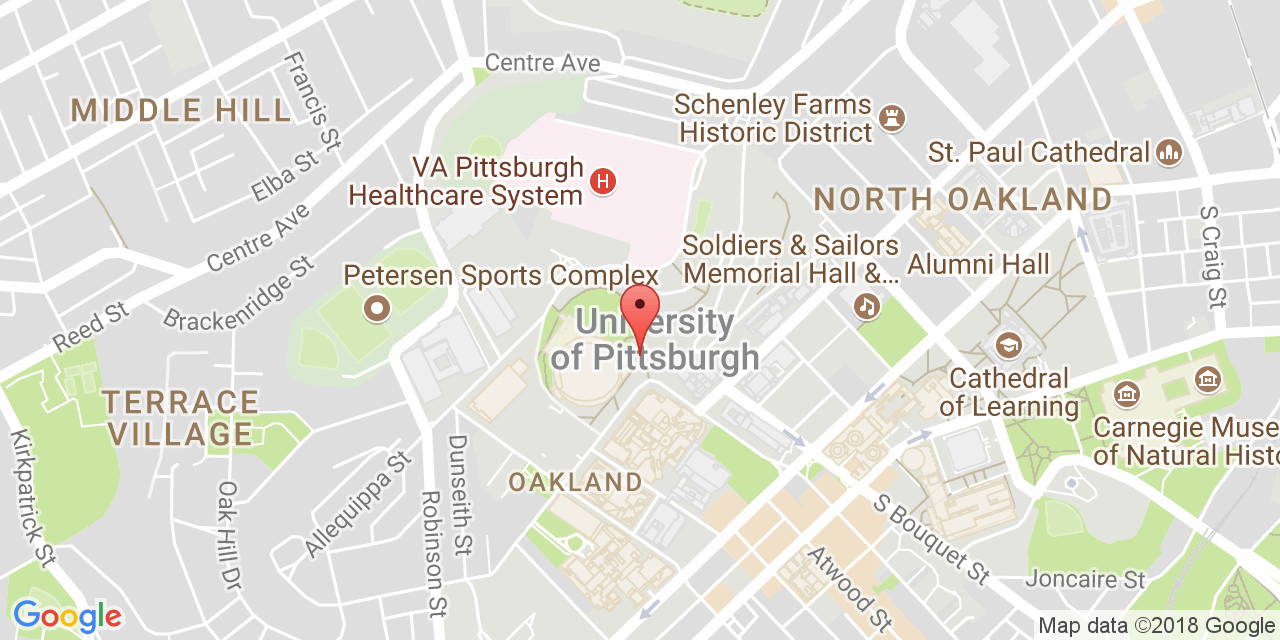 Centre Ave
Francis St
MIDDLE HILL
Schenley Farms
Historic District
St. Paul Cathedral
VA Pittsburgh
Healthcare System
H
Elba St
NORTH OAKLAND
Centre Ave
S Craig St
Soldiers & Sailors
Memorial Hall &...
Alumni Hall
Petersen Sports Complex
Brackenridge St
Reed St
University
of Pittsburgh
Cathedral
of Learning
TERRACE
VILLAGE
Carnegie Muse
of Natural Histo
Kirkpatrick St
Dunseith St
OAKLAND
Allequippa St
Oak Hill Dr
Robinson St
S Bouquet St
Atwood St
Joncaire St
Google
Map data ©2018 Google